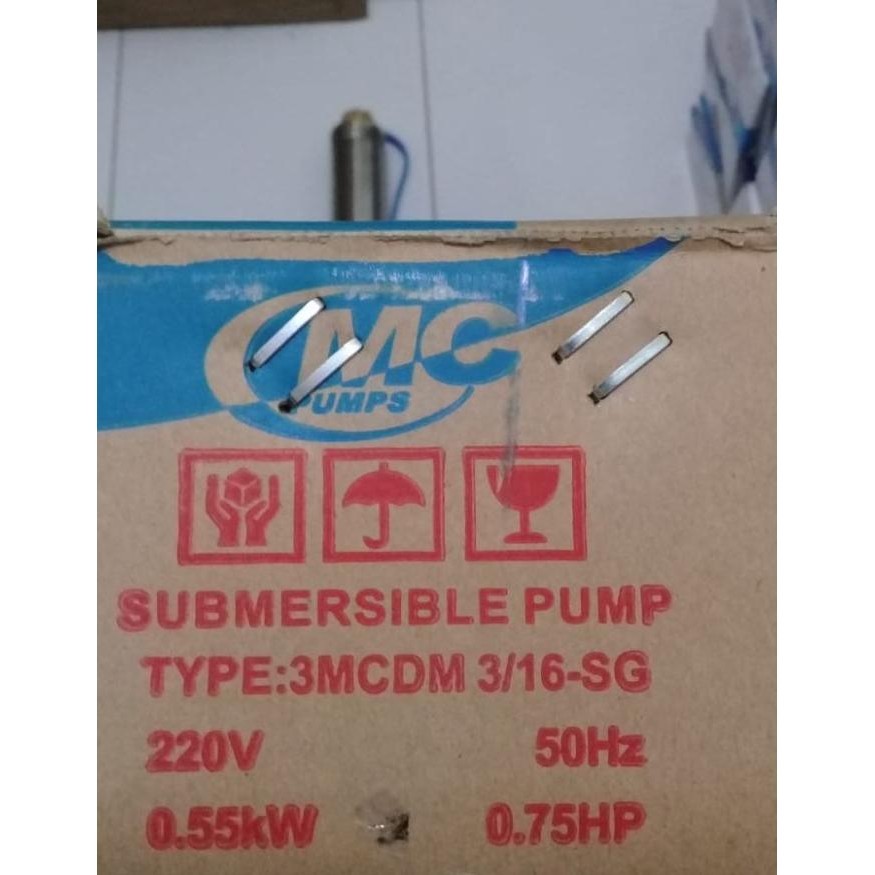 MC
PUMPS
SUBMERSIBLE PUMP
TYPE:3MCDM 3/16-SG
220V 50Hz
0.55kW 0.75HP